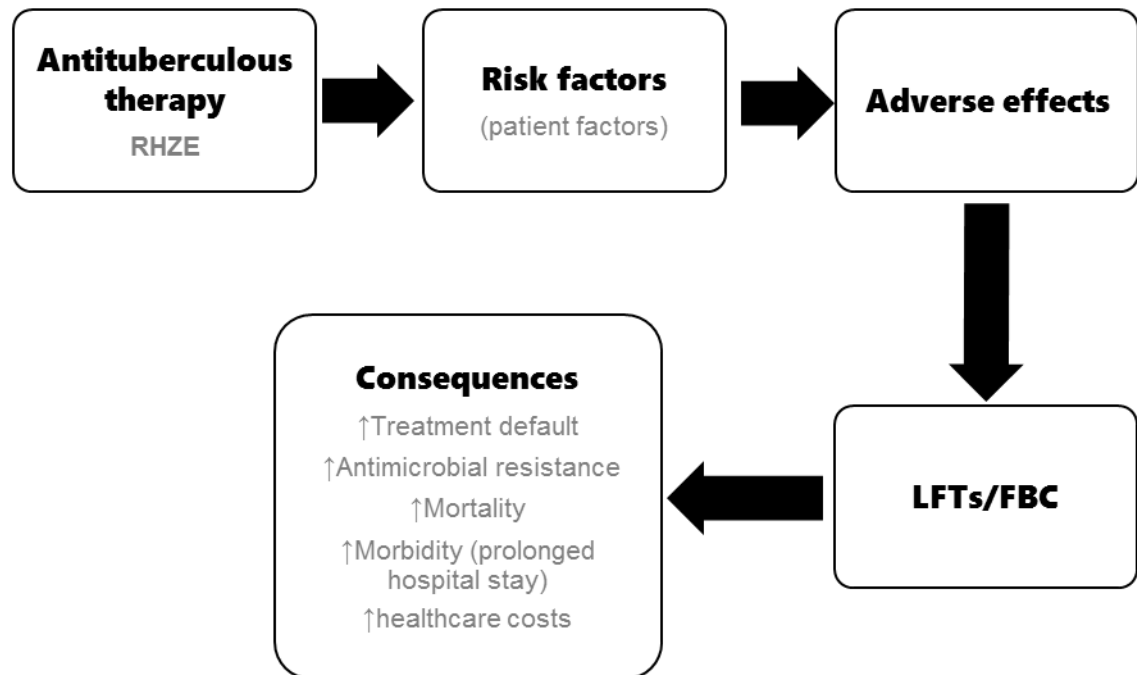 Antituberculous
therapy
RHZE
Risk factors
(patient factors)
Adverse effects
LFTs/FBC
Consequences
↑Treatment default
↑Antimicrobial resistance
↑Mortality
↑Morbidity (prolonged
hospital stay)
↑healthcare costs